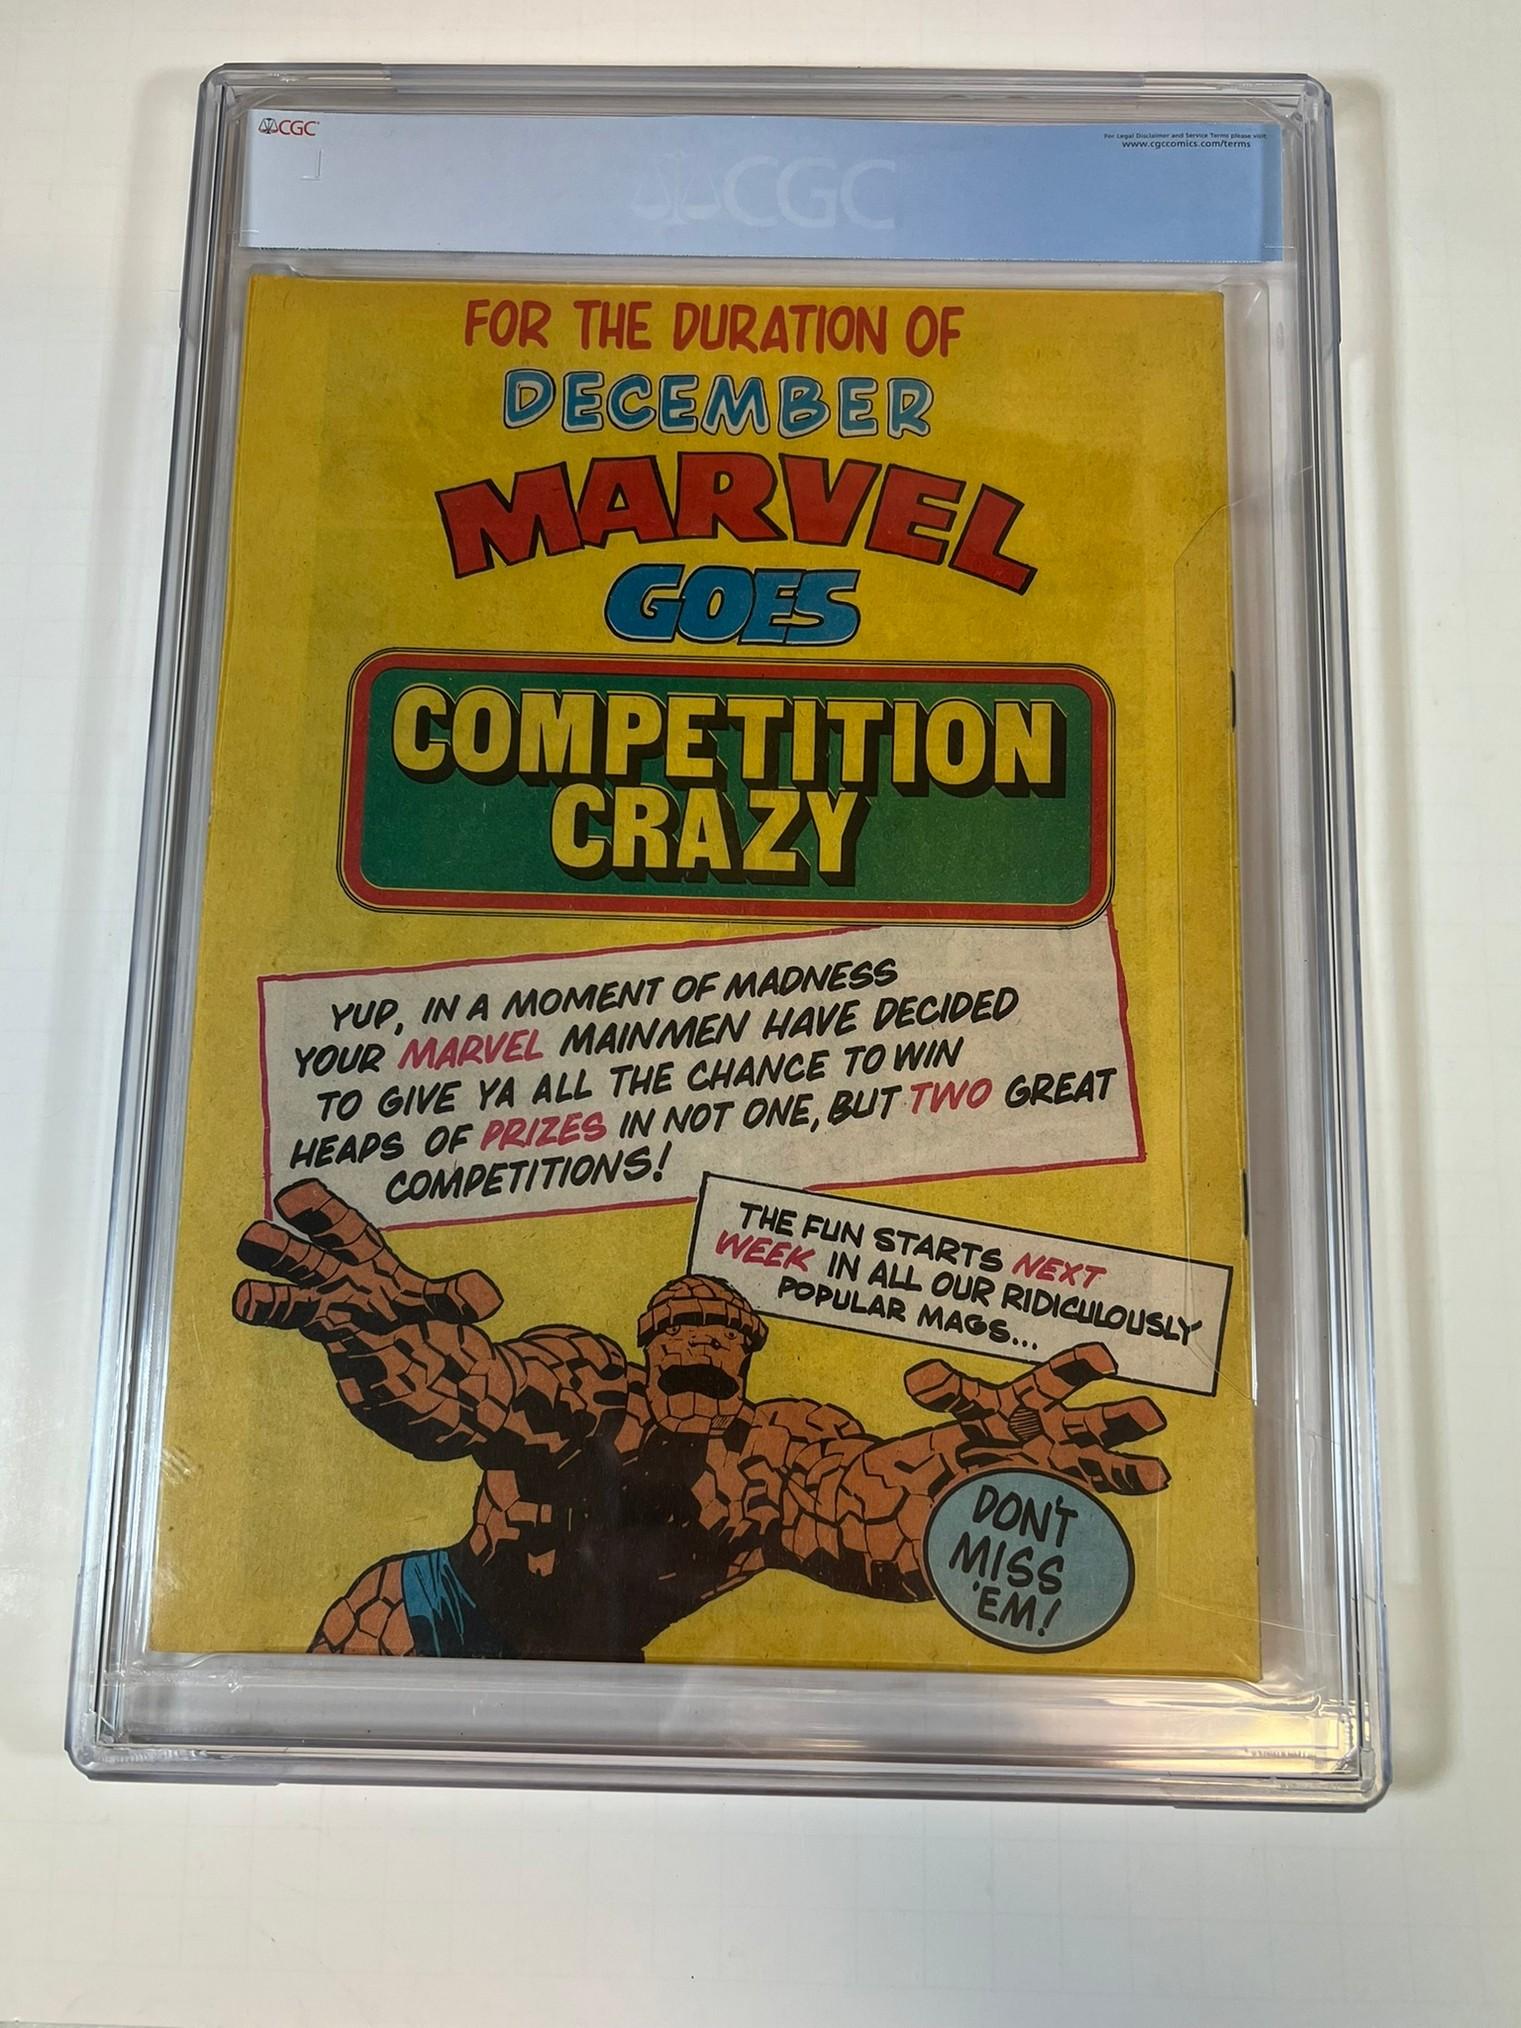 CGC
For Legal Disclaimer and Service Terms please visit
www.cgccomics.com/terms
CGC
FOR THE DURATION OF
DECEMBER
MARVEL
GOES
COMPETITION
CRAZY
YUP, IN A MOMENT OF MADNESS
YOUR MARVEL MAINMEN HAVE DECIDED
TO GIVE YA ALL THE CHANCE TO WIN
HEAPS OF PRIZES IN NOT ONE, BUT TWO GREAT
COMPETITIONS!
THE FUN STARTS NEXT
WEEK IN ALL OUR RIDICULOUSLY
POPULAR MAGS...
DON'T
MISS
'EM!